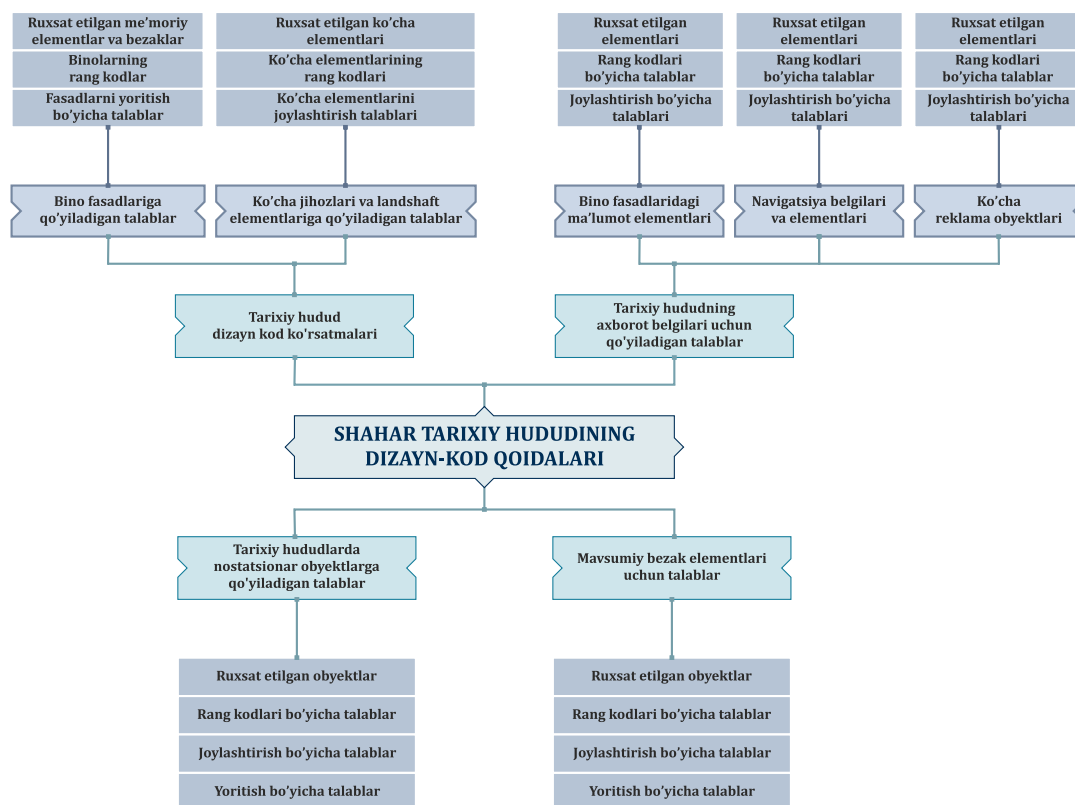 Ruxsat etilgan me’moriy
elementlar va bezaklar
Binolarning
rang kodlar
Fasadlarni yoritish
bo’yicha talablar
Ruxsat etilgan ko’cha
elementlari
Ko’cha elementlarining
rang kodlari
Ko’cha elementlarini
joylashtirish talablari
Ruxsat etilgan
elementlari
Rang kodlari
bo’yicha talablar
Joylashtirish bo’yicha
talablari
Ruxsat etilgan
elementlari
Rang kodlari
bo’yicha talablar
Joylashtirish bo’yicha
talablari
Ruxsat etilgan
elementlari
Rang kodlari
bo’yicha talablar
Joylashtirish bo’yicha
talablari
Bino fasadlariga
qo’yiladigan talablar
Ko’cha jihozlari va landshaft
elementlariga qo’yiladigan talablar
Bino fasadlaridagi
ma’lumot elementlari
Navigatsiya belgilari
va elementlari
Ko’cha
reklama obyektlari
Tarixiy hudud
dizayn kod ko'rsatmalari
Tarixiy hududning
axborot belgilari uchun
qo'yiladigan talablar
SHAHAR TARIXIY HUDUDINING
DIZAYN-KOD QOIDALARI
Tarixiy hududlarda
nostatsionar obyektlarga
qo'yiladigan talablar
Mavsumiy bezak elementlari
uchun talablar
Ruxsat etilgan obyektlar
Rang kodlari bo’yicha talablar
Joylashtirish bo’yicha talablar
Yoritish bo’yicha talablar
Ruxsat etilgan obyektlar
Rang kodlari bo’yicha talablar
Joylashtirish bo’yicha talablar
Yoritish bo’yicha talablar